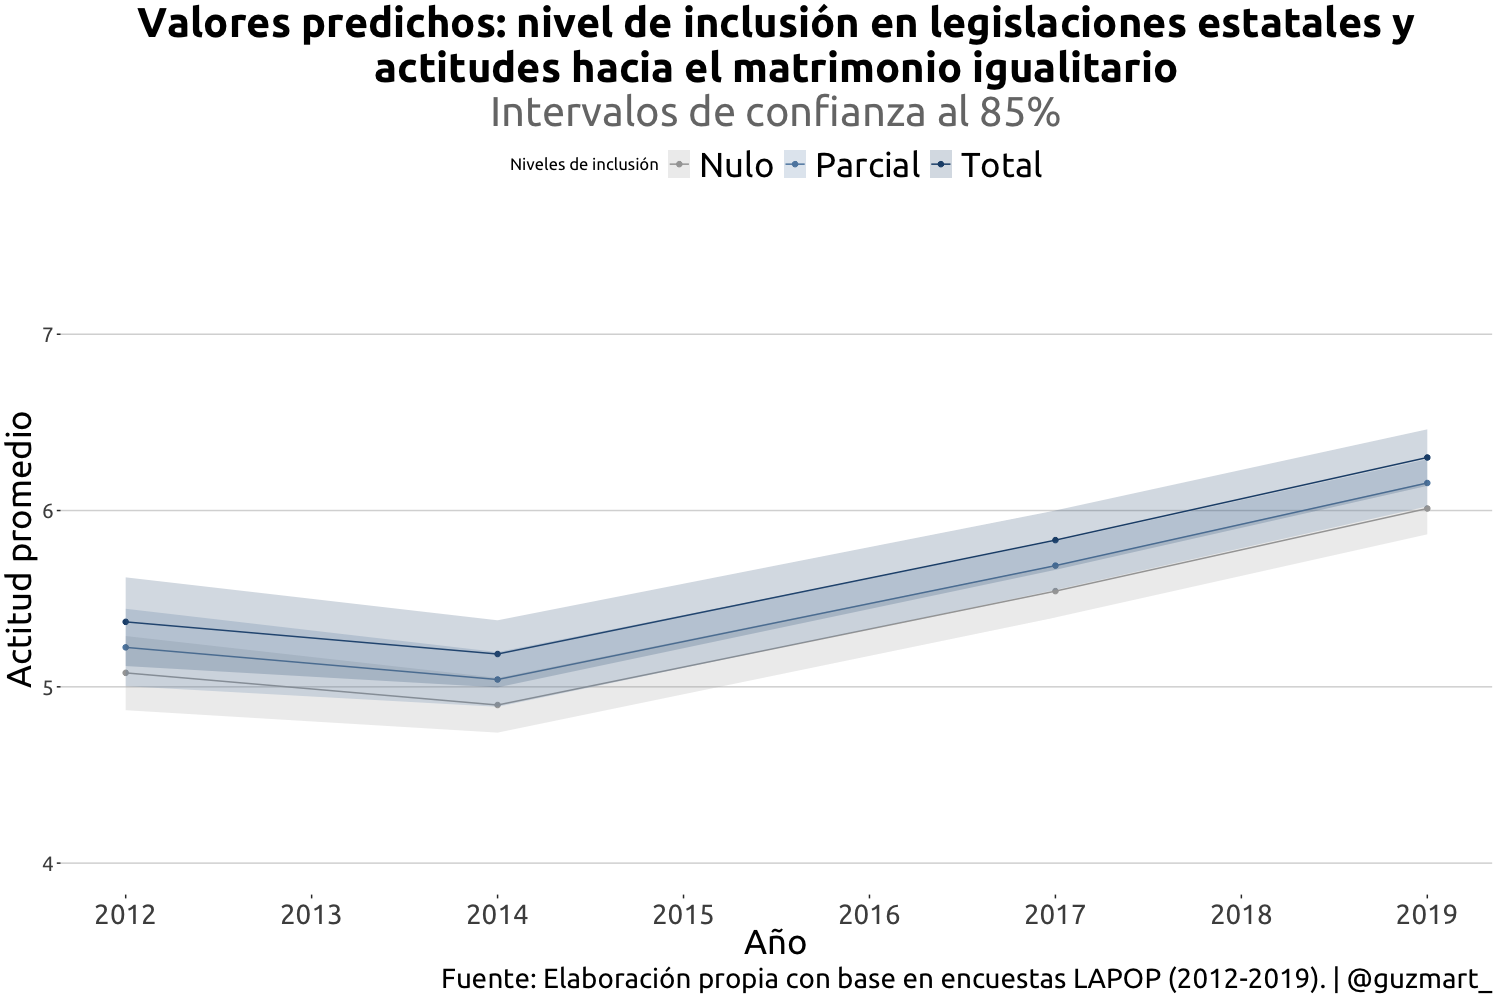 Valores predichos: nivel de inclusión en legislaciones estatales y
actitudes hacia el matrimonio igualitario
Intervalos de confianza al 85%
Niveles de inclusión Nulo Parcial Total
Actitud promedio
7
6
5
4
2012 2013 2014 2015 2016 2017 2018 2019
Año
Fuente: Elaboración propia con base en encuestas LAPOP (2012-2019). | @guzmart_